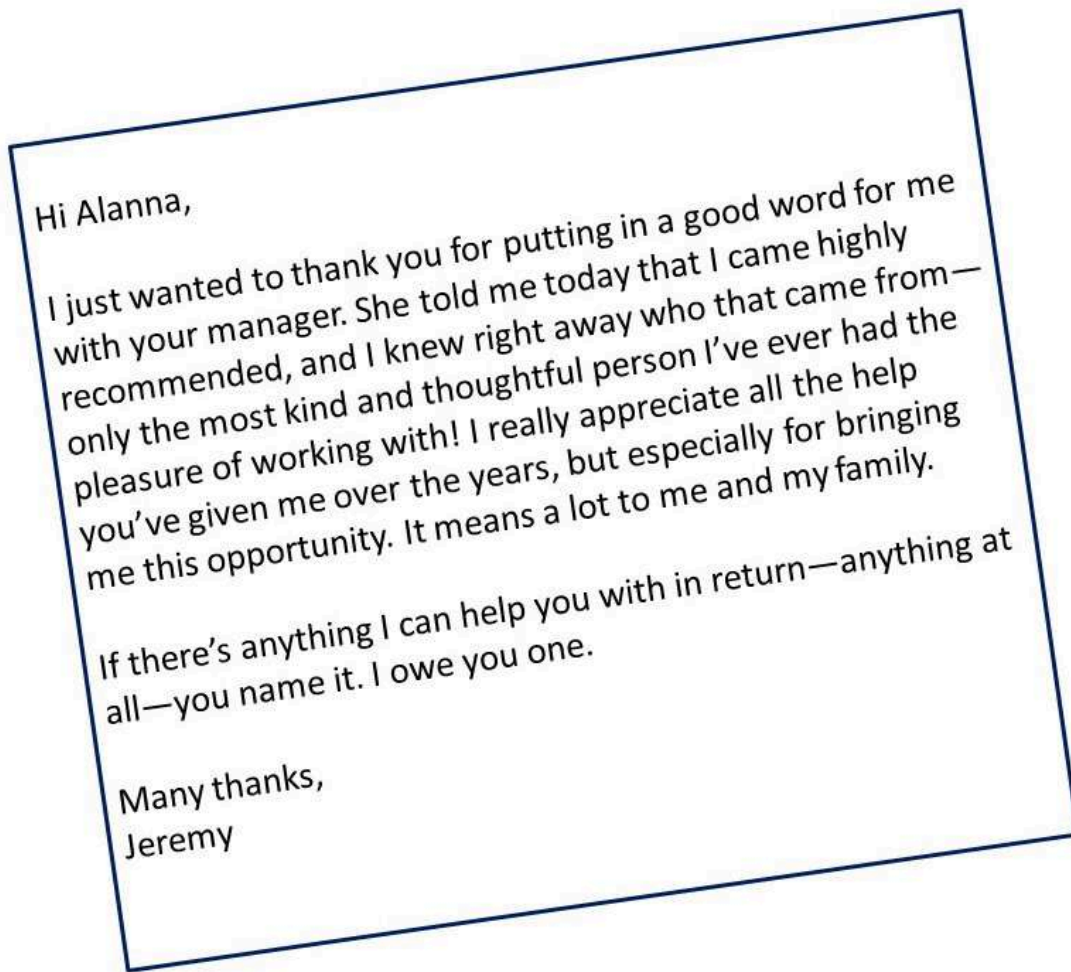 Hi Alanna,
I just wanted to thank you for putting in a good word for me
with your manager. She told me today that I came highly
recommended, and I knew right away who that came from—
only the most kind and thoughtful person I’ve ever had the
pleasure of working with! I really appreciate all the help
you’ve given me over the years, but especially for bringing
me this opportunity. It means a lot to me and my family.
If there’s anything I can help you with in return—anything at
all—you name it. I owe you one.
Many thanks,
Jeremy